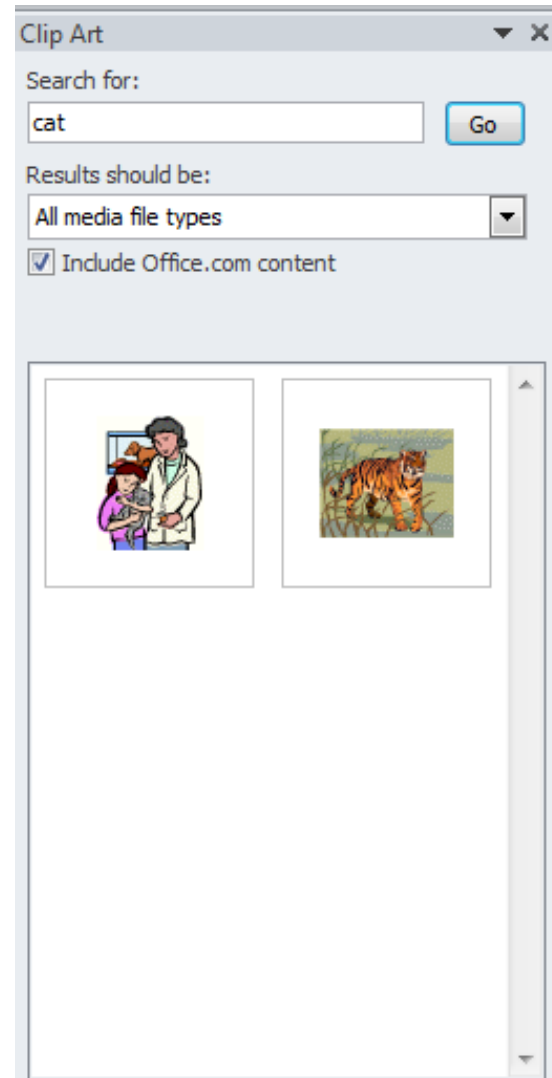 Clip Art
Search for:
cat
Go
Results should be:
All media file types
Include Office.com content